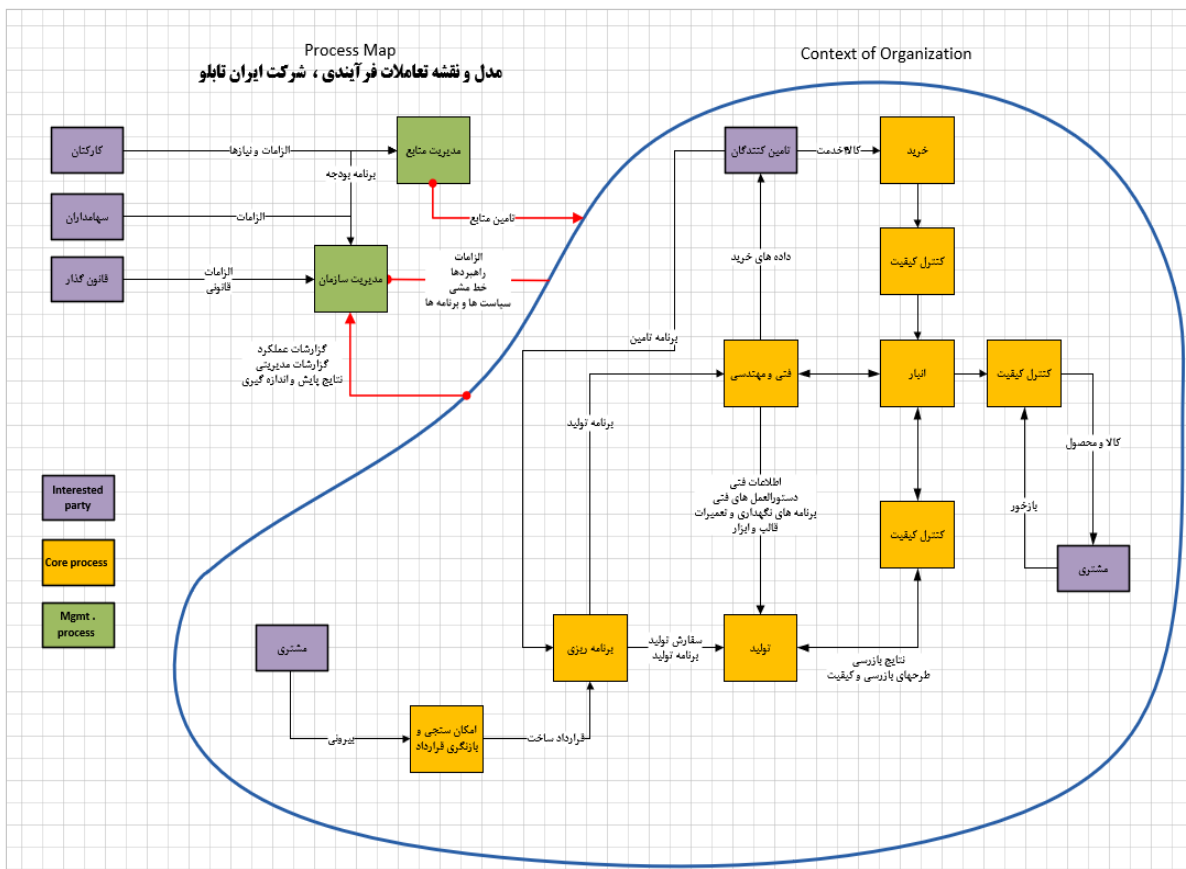 Process Map
مدل و نقشه تعاملات فرآیندی ، شرکت ایران تابلو
Context of Organization
کارکنان
الزامات و نیازها
برنامه بودجه
مدیریت منابع
سهامداران
الزامات
تامین منابع
قانون گذار
الزامات
قانونی
مدیریت سازمان
الزامات
راهبردها
خط مشی
سیاست ها و برنامه ها
گزارشات عملکرد
گزارشات مدیریتی
نتایج پایش و اندازه گیری
تامین کنندگان
کالا/خدمت
خرید
داده های خرید
کنترل کیفیت
برنامه تامین
فنی و مهندسی
انبار
کنترل کیفیت
برنامه تولید
کالا و محصول
بازخور
اطلاعات فنی
دستورالعمل های فنی
برنامه های نگهداری و تعمیرات
قالب و ابزار
کنترل کیفیت
مشتری
Interested
party
Core process
Mgmt .
process
مشتری
برنامه ریزی
سفارش تولید
برنامه تولید
تولید
نتایج بازرسی
طرحهای بازرسی و کیفیت
بیرونی
امکان سنجی و
بازنگری قرارداد
قرارداد ساخت